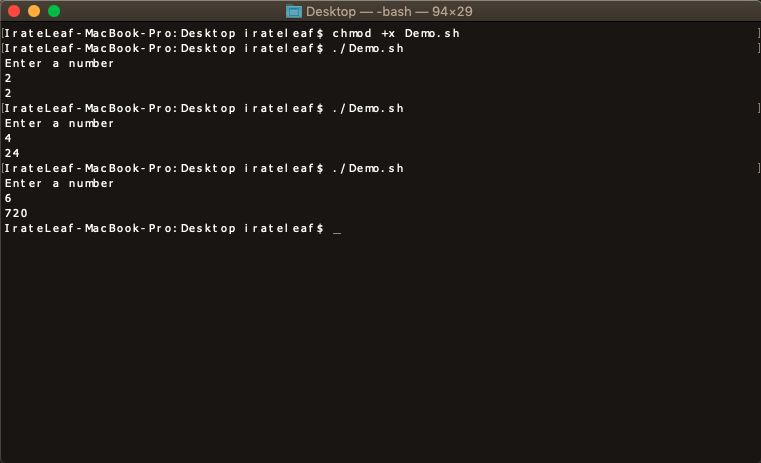 Desktop — -bash — 94×29
[IrateLeaf-MacBook-Pro:Desktop irateleaf$ chmod +x Demo.sh ]
[IrateLeaf-MacBook-Pro:Desktop irateleaf$ ./Demo.sh ]
Enter a number
2
2
[IrateLeaf-MacBook-Pro:Desktop irateleaf$ ./Demo.sh ]
Enter a number
4
24
[IrateLeaf-MacBook-Pro:Desktop irateleaf$ ./Demo.sh ]
Enter a number
6
720
IrateLeaf-MacBook-Pro:Desktop irateleaf$ _